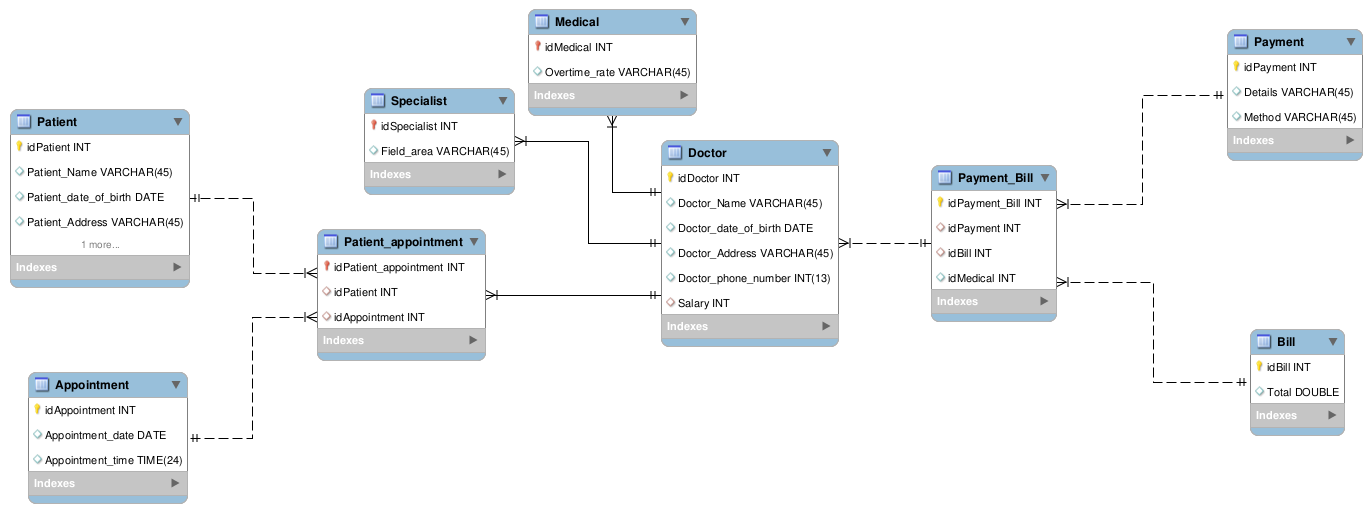 Medical
idMedical INT
Overtime_rate VARCHAR(45)
Indexes
Payment
idPayment INT
Details VARCHAR(45)
Method VARCHAR(45)
Indexes
Specialist
idSpecialist INT
Field_area VARCHAR(45)
Indexes
Patient
idPatient INT
Patient_Name VARCHAR(45)
Patient_date_of_birth DATE
Patient_Address VARCHAR(45)
1 more...
Indexes
Doctor
idDoctor INT
Doctor_Name VARCHAR(45)
Doctor_date_of_birth DATE
Doctor_Address VARCHAR(45)
Doctor_phone_number INT(13)
Salary INT
Indexes
Payment_Bill
idPayment_Bill INT
idPayment INT
idBill INT
idMedical INT
Indexes
Patient_appointment
idPatient_appointment INT
idPatient INT
idAppointment INT
Indexes
Bill
idBill INT
Total DOUBLE
Indexes
Appointment
idAppointment INT
Appointment_date DATE
Appointment_time TIME(24)
Indexes